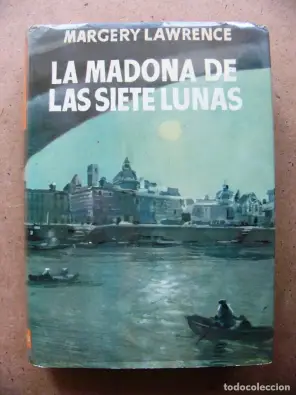 MARGERY LAWRENCE
LA MADONA DE
LAS SIETE LUNAS
todocoleccion